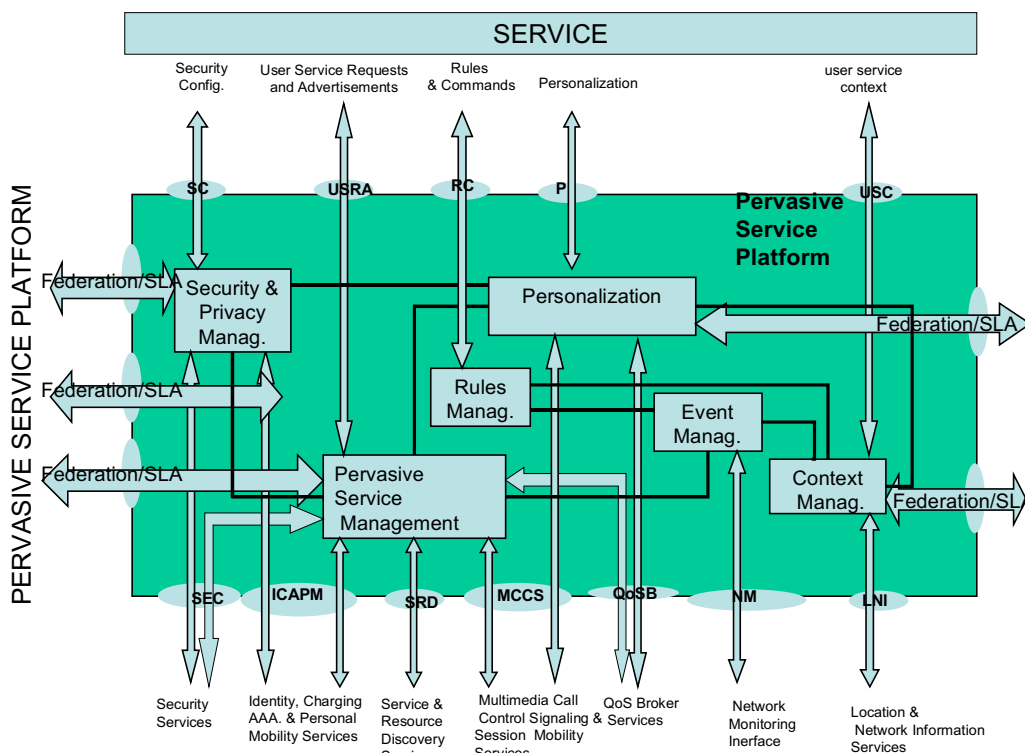 SERVICE
Security
Config.
User Service Requests
and Advertisements
Rules
& Commands
Personalization
user service
context
SC
USRA
RC
P
USC
PERVASIVE SERVICE PLATFORM
Pervasive
Service
Platform
Federation/SLA
Security &
Privacy
Manag.
Personalization
Federation/SLA
Federation/SLA
Rules
Manag.
Event
Manag.
Federation/SLA
Pervasive
Service
Management
Context
Manag.
Federation/SL
SEC
ICAPM
SRD
MCCS
QoSB
NM
LNI
Security
Services
Identity, Charging
AAA. & Personal
Mobility Services
Service &
Resource
Discovery
Multimedia Call
Control Signaling &
Session Mobility
Services
QoS Broker
Services
Network
Monitoring
Inerface
Location &
Network Information
Services